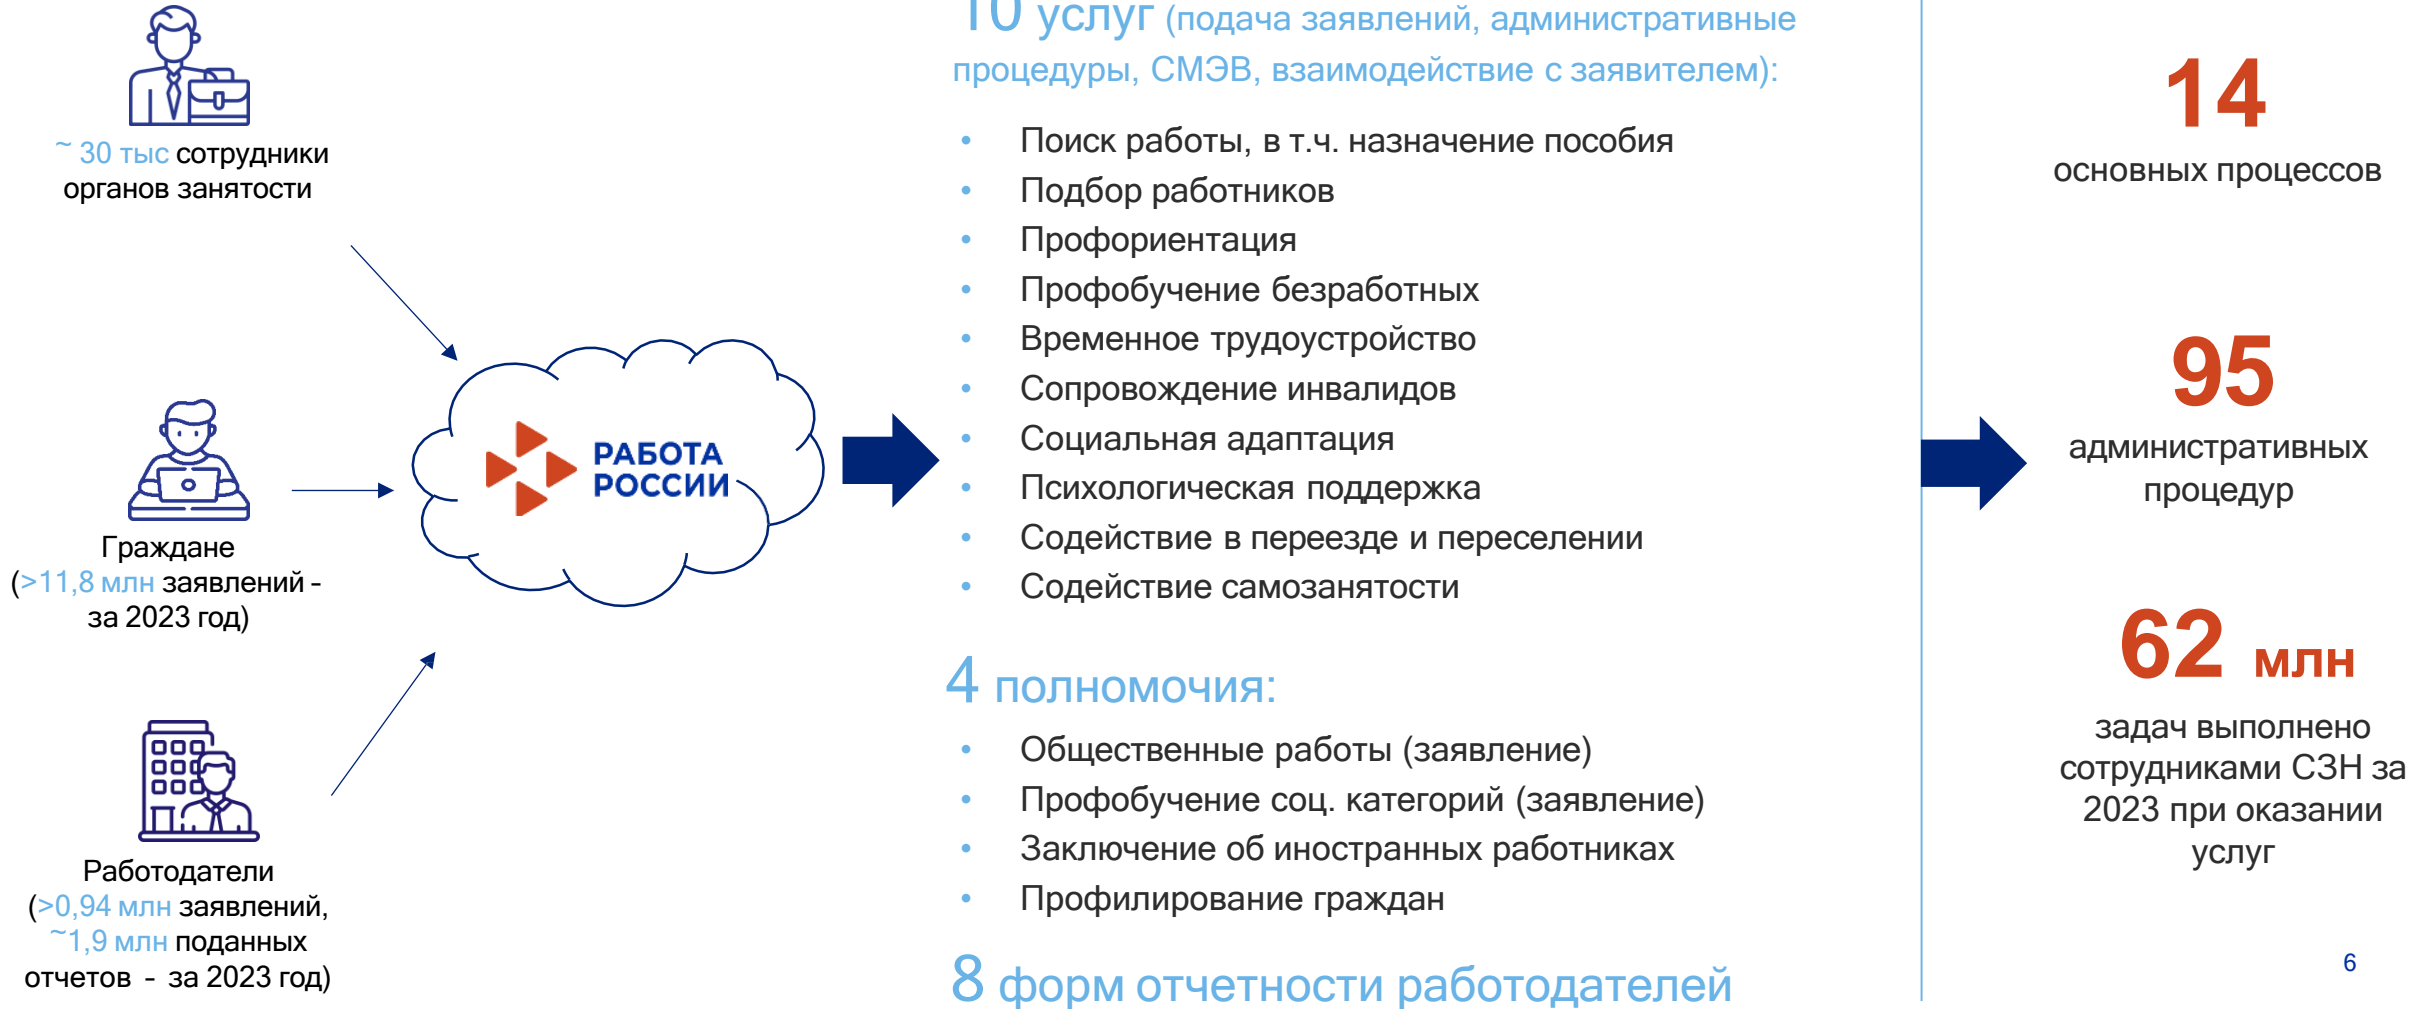 ~ 30 тыс сотрудники
органов занятости
Граждане
(>11,8 млн заявлений -
за 2023 год)
Работодатели
(>0,94 млн заявлений,
~1,9 млн поданных
отчетов - за 2023 год)
РАБОТА
РОССИИ
10 услуг (подача заявлений, административные
процедуры, СМЭВ, взаимодействие с заявителем):
• Поиск работы, в т.ч. назначение пособия
• Подбор работников
• Профориентация
• Профобучение безработных
• Временное трудоустройство
• Сопровождение инвалидов
• Социальная адаптация
• Психологическая поддержка
• Содействие в переезде и переселении
• Содействие самозанятости
4 полномочия:
• Общественные работы (заявление)
• Профобучение соц. категорий (заявление)
• Заключение об иностранных работниках
• Профилирование граждан
8 форм отчетности работодателей
14
основных процессов
95
административных
процедур
62 млн
задач выполнено
сотрудниками СЗН за
2023 при оказании
услуг
6